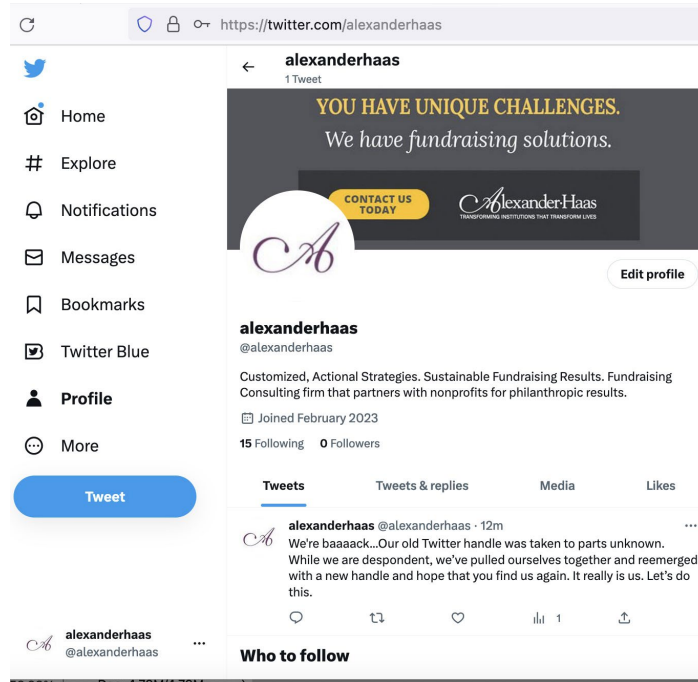 https://twitter.com/alexanderhaas
alexanderhaas
1 Tweet
Home
Explore
Notifications
Messages
Bookmarks
Twitter Blue
Profile
More
Tweet
alexanderhaas
@alexanderhaas
YOU HAVE UNIQUE CHALLENGES.
We have fundraising solutions.
CONTACT US
TODAY
Alexander·Haas
TRANSFORMING INSTITUTIONS THAT TRANSFORM LIVES
A
Edit profile
alexanderhaas
@alexanderhaas
Customized, Actional Strategies. Sustainable Fundraising Results. Fundraising
Consulting firm that partners with nonprofits for philanthropic results.
Joined February 2023
15 Following 0 Followers
Tweets Tweets & replies Media Likes
A
alexanderhaas @alexanderhaas · 12m
We're baaaack...Our old Twitter handle was taken to parts unknown.
While we are despondent, we've pulled ourselves together and reemerged
with a new handle and hope that you find us again. It really is us. Let's do
this.
1
Who to follow